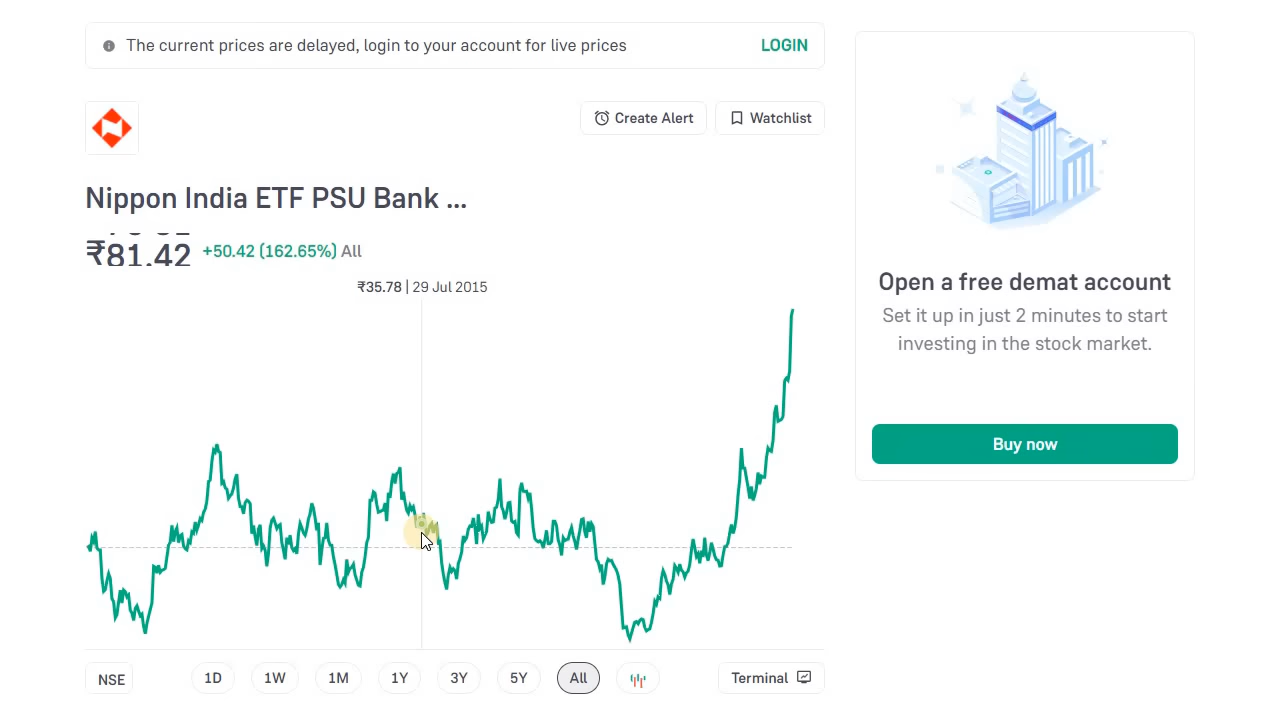 The current prices are delayed, login to your account for live prices
LOGIN
Create Alert
Watchlist
Nippon India ETF PSU Bank ...
₹81.42
+50.42 (162.65%) All
₹35.78 | 29 Jul 2015
NSE
1D
1W
1M
1Y
3Y
5Y
All
Terminal
Open a free demat account
Set it up in just 2 minutes to start
investing in the stock market.
Buy now